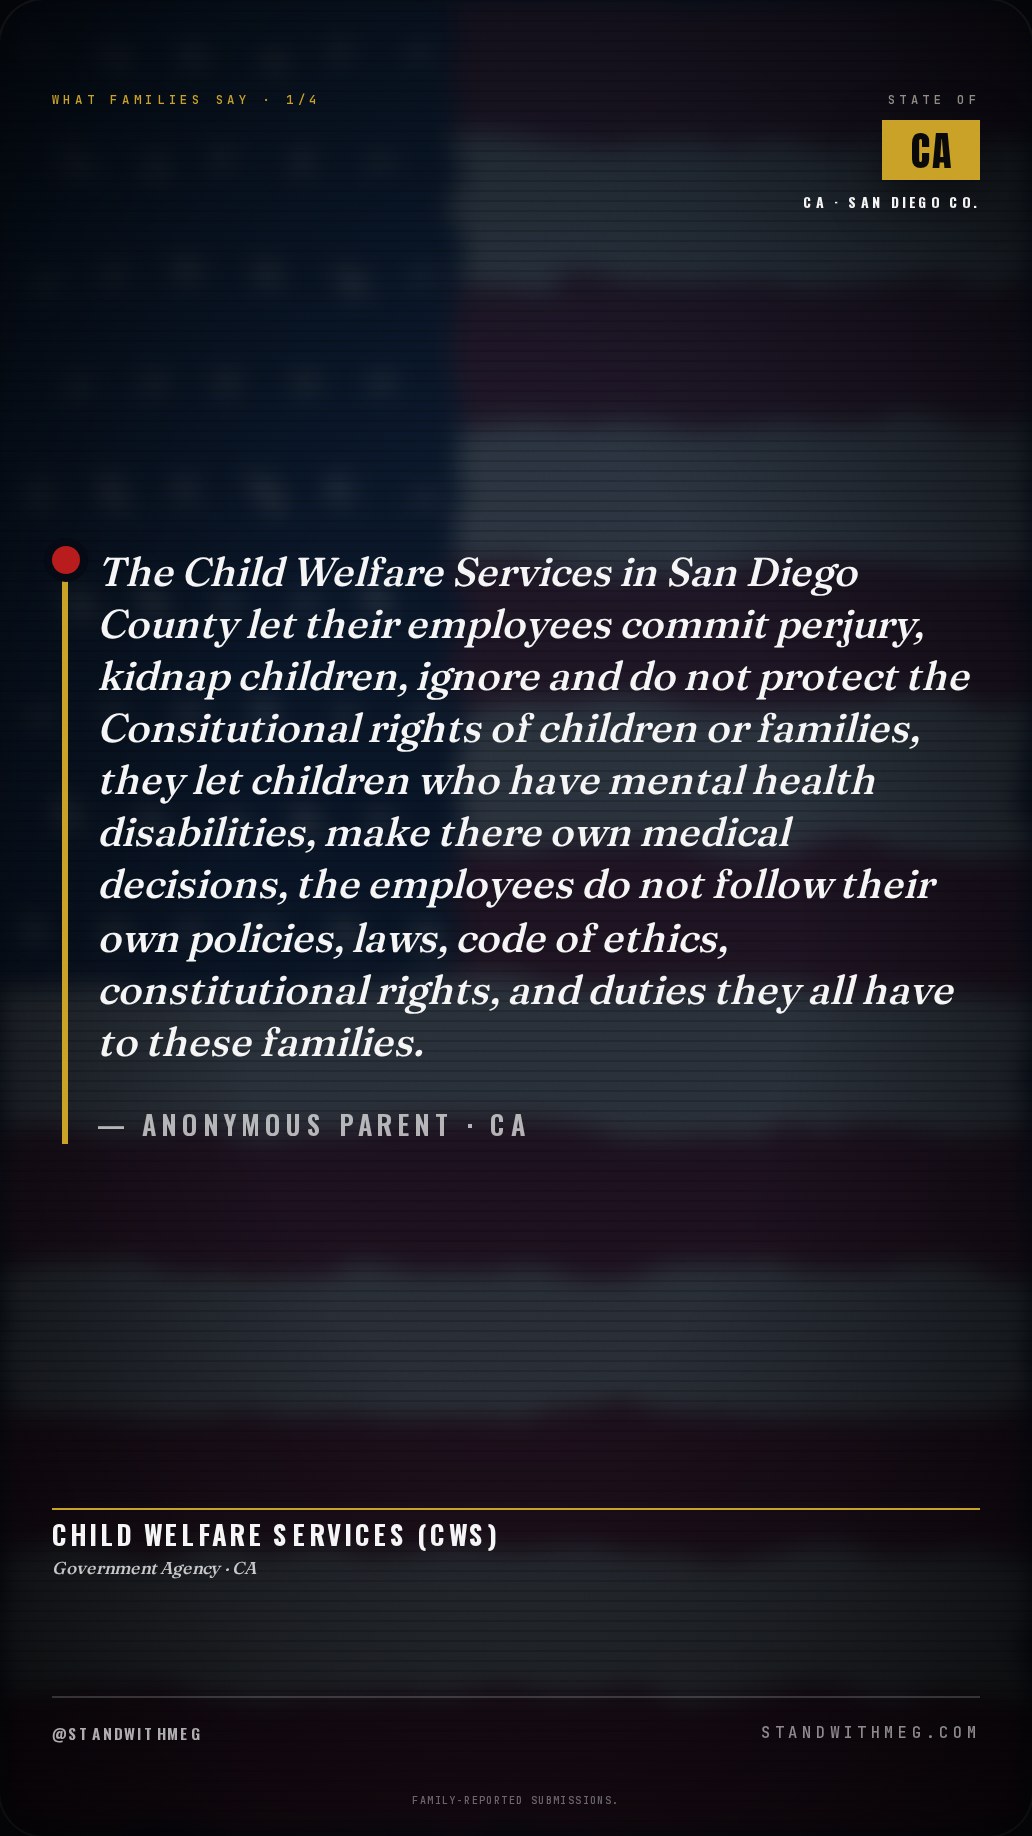 WHAT FAMILIES SAY · 1/4
STATE OF
CA
CA · SAN DIEGO CO.
The Child Welfare Services in San Diego
County let their employees commit perjury,
kidnap children, ignore and do not protect the
Consitutional rights of children or families,
they let children who have mental health
disabilities, make there own medical
decisions, the employees do not follow their
own policies, laws, code of ethics,
constitutional rights, and duties they all have
to these families.
— ANONYMOUS PARENT · CA
CHILD WELFARE SERVICES (CWS)
Government Agency · CA
@STANDWITHMEG
STANDWITHMEG.COM
FAMILY-REPORTED SUBMISSIONS.